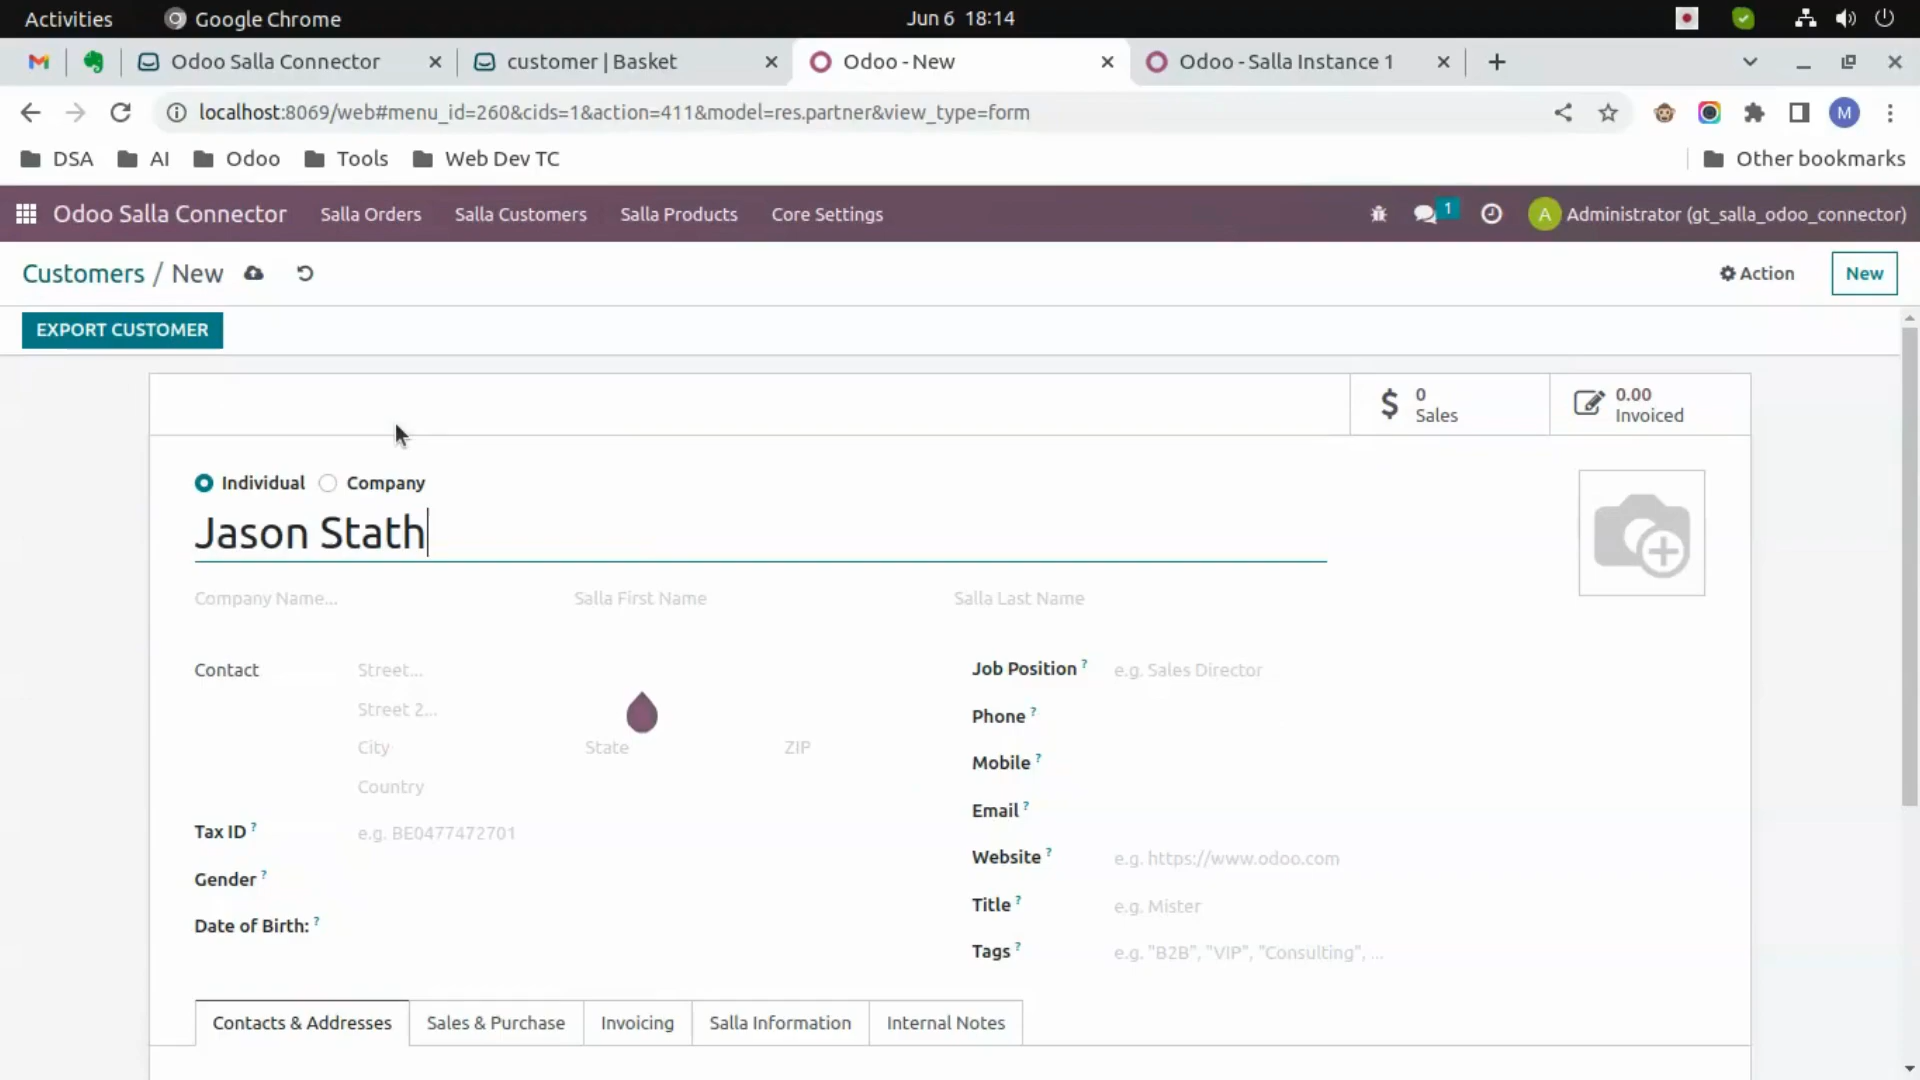 Activities Google Chrome Jun 6 18:14
Odoo Salla Connector customer | Basket Odoo - New Odoo - Salla Instance 1
localhost:8069/web#menu_id=260&cids=1&action=411&model=res.partner&view_type=form M
DSA AI Odoo Tools Web Dev TC Other bookmarks
Odoo Salla Connector Salla Orders Salla Customers Salla Products Core Settings 1 A Administrator (gt_salla_odoo_connector)
Customers / New Action New
EXPORT CUSTOMER
0 Sales
0.00 Invoiced
Individual Company
Jason Stath
Company Name... Salla First Name Salla Last Name
Contact Street... Job Position ? e.g. Sales Director
Street 2... Phone ?
City State ZIP Mobile ?
Country Email ?
Tax ID ? e.g. BE0477472701 Website ? e.g. https://www.odoo.com
Gender ? Title ? e.g. Mister
Date of Birth: ? Tags ? e.g. "B2B", "VIP", "Consulting", ...
Contacts & Addresses Sales & Purchase Invoicing Salla Information Internal Notes